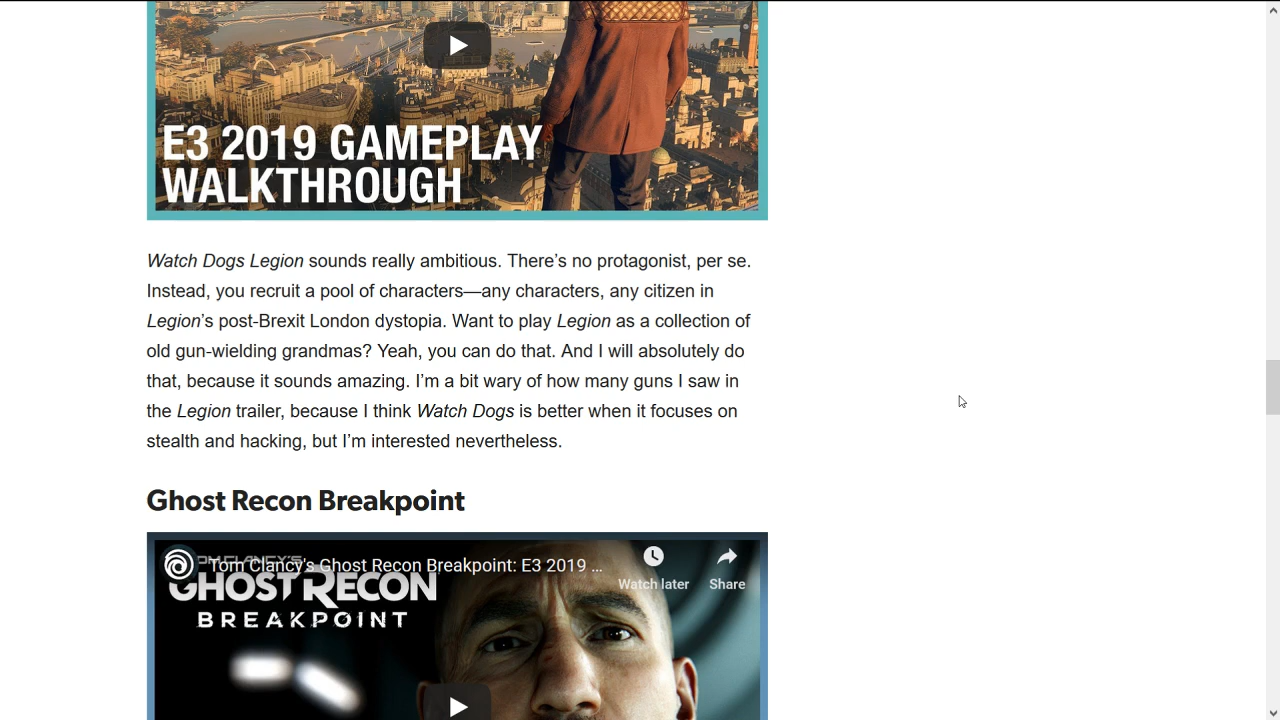 E3 2019 GAMEPLAY
WALKTHROUGH
Watch Dogs Legion sounds really ambitious. There’s no protagonist, per se.
Instead, you recruit a pool of characters—any characters, any citizen in
Legion’s post-Brexit London dystopia. Want to play Legion as a collection of
old gun-wielding grandmas? Yeah, you can do that. And I will absolutely do
that, because it sounds amazing. I’m a bit wary of how many guns I saw in
the Legion trailer, because I think Watch Dogs is better when it focuses on
stealth and hacking, but I’m interested nevertheless.
Ghost Recon Breakpoint
Tom Clancy's Ghost Recon Breakpoint: E3 2019 ...
Watch later
Share
TOM CLANCY'S
GHOST RECON
BREAKPOINT